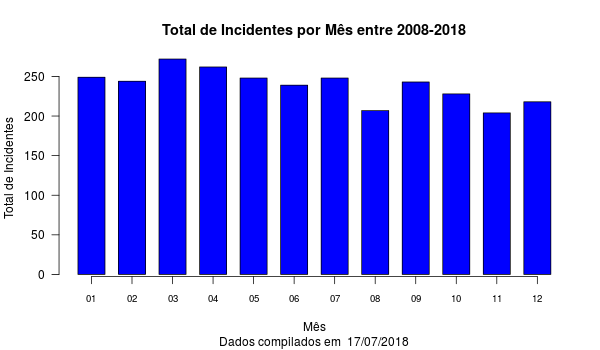 Total de Incidentes por Mês entre 2008-2018
Total de Incidentes
250
200
150
100
50
0
01 02 03 04 05 06 07 08 09 10 11 12
Mês
Dados compilados em 17/07/2018